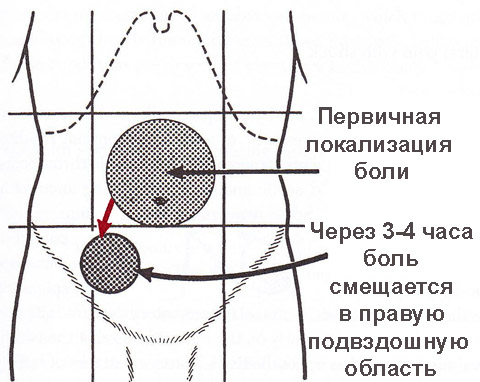 Первичная
локализация
боли
Через 3-4 часа
боль
смещается
в правую
подвздошную
область